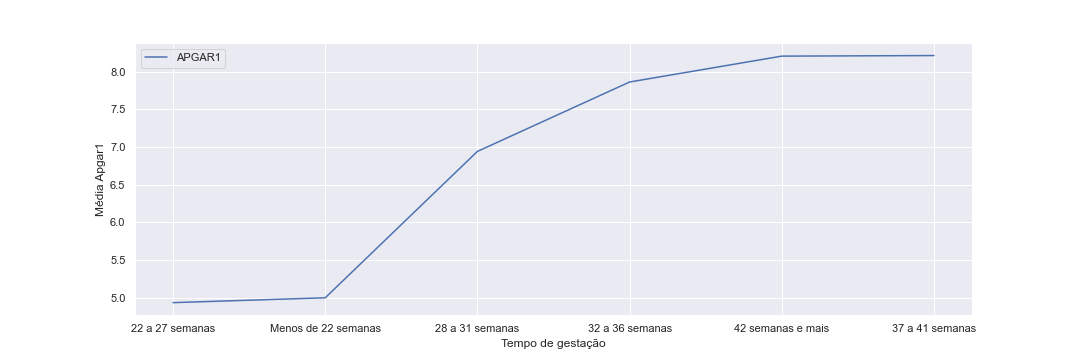 APGAR1
Média Apgar1
8.0
7.5
7.0
6.5
6.0
5.5
5.0
22 a 27 semanas
Menos de 22 semanas
28 a 31 semanas
32 a 36 semanas
42 semanas e mais
37 a 41 semanas
Tempo de gestação